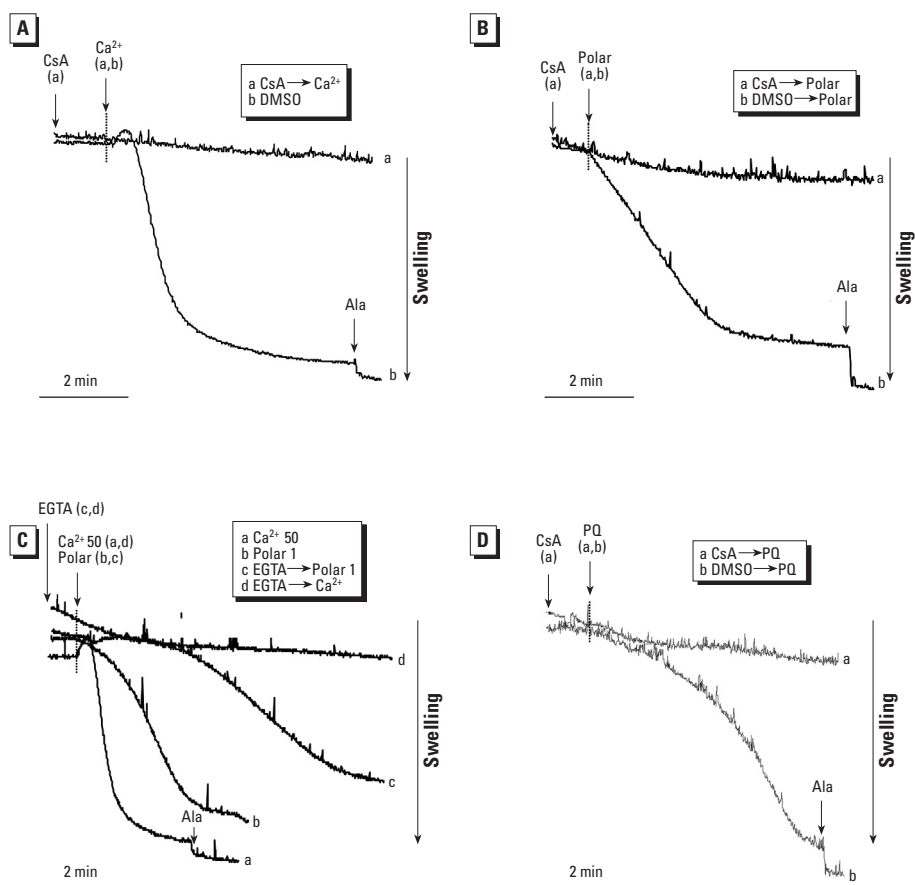 A
CsA
(a)
Ca²⁺
(a,b)
a CsA → Ca²⁺
b DMSO
a
Ala
b
Swelling
2 min
B
CsA
(a)
Polar
(a,b)
a CsA → Polar
b DMSO → Polar
a
Ala
b
Swelling
2 min
EGTA (c,d)
C
Ca²⁺ 50 (a,d)
Polar (b,c)
a Ca²⁺ 50
b Polar 1
c EGTA → Polar 1
d EGTA → Ca²⁺
d
c
b
Ala
a
Swelling
2 min
D
CsA
(a)
PQ
(a,b)
a CsA → PQ
b DMSO → PQ
a
Ala
b
Swelling
2 min